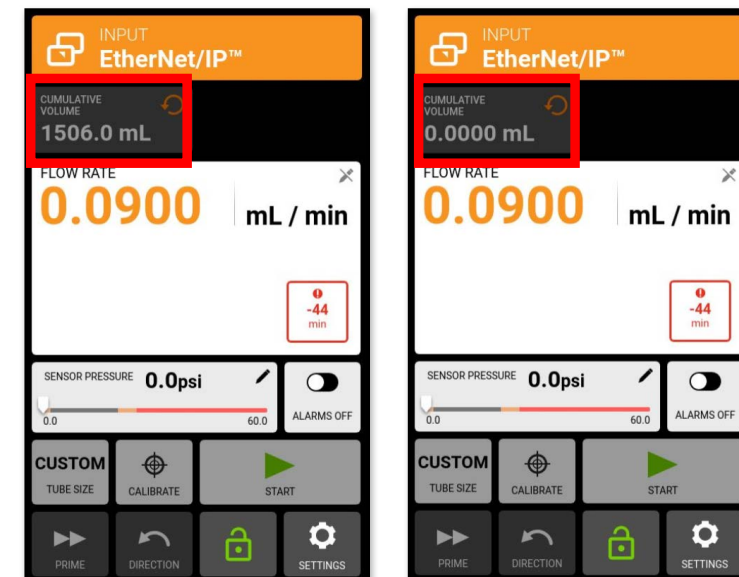 INPUT
EtherNet/IP™
CUMULATIVE
VOLUME
1506.0 mL
FLOW RATE
0.0900 mL / min
-44
min
SENSOR PRESSURE 0.0psi
0.0 60.0
ALARMS OFF
CUSTOM
TUBE SIZE
CALIBRATE
START
PRIME
DIRECTION
SETTINGS
INPUT
EtherNet/IP™
CUMULATIVE
VOLUME
0.0000 mL
FLOW RATE
0.0900 mL / min
-44
min
SENSOR PRESSURE 0.0psi
0.0 60.0
ALARMS OFF
CUSTOM
TUBE SIZE
CALIBRATE
START
PRIME
DIRECTION
SETTINGS